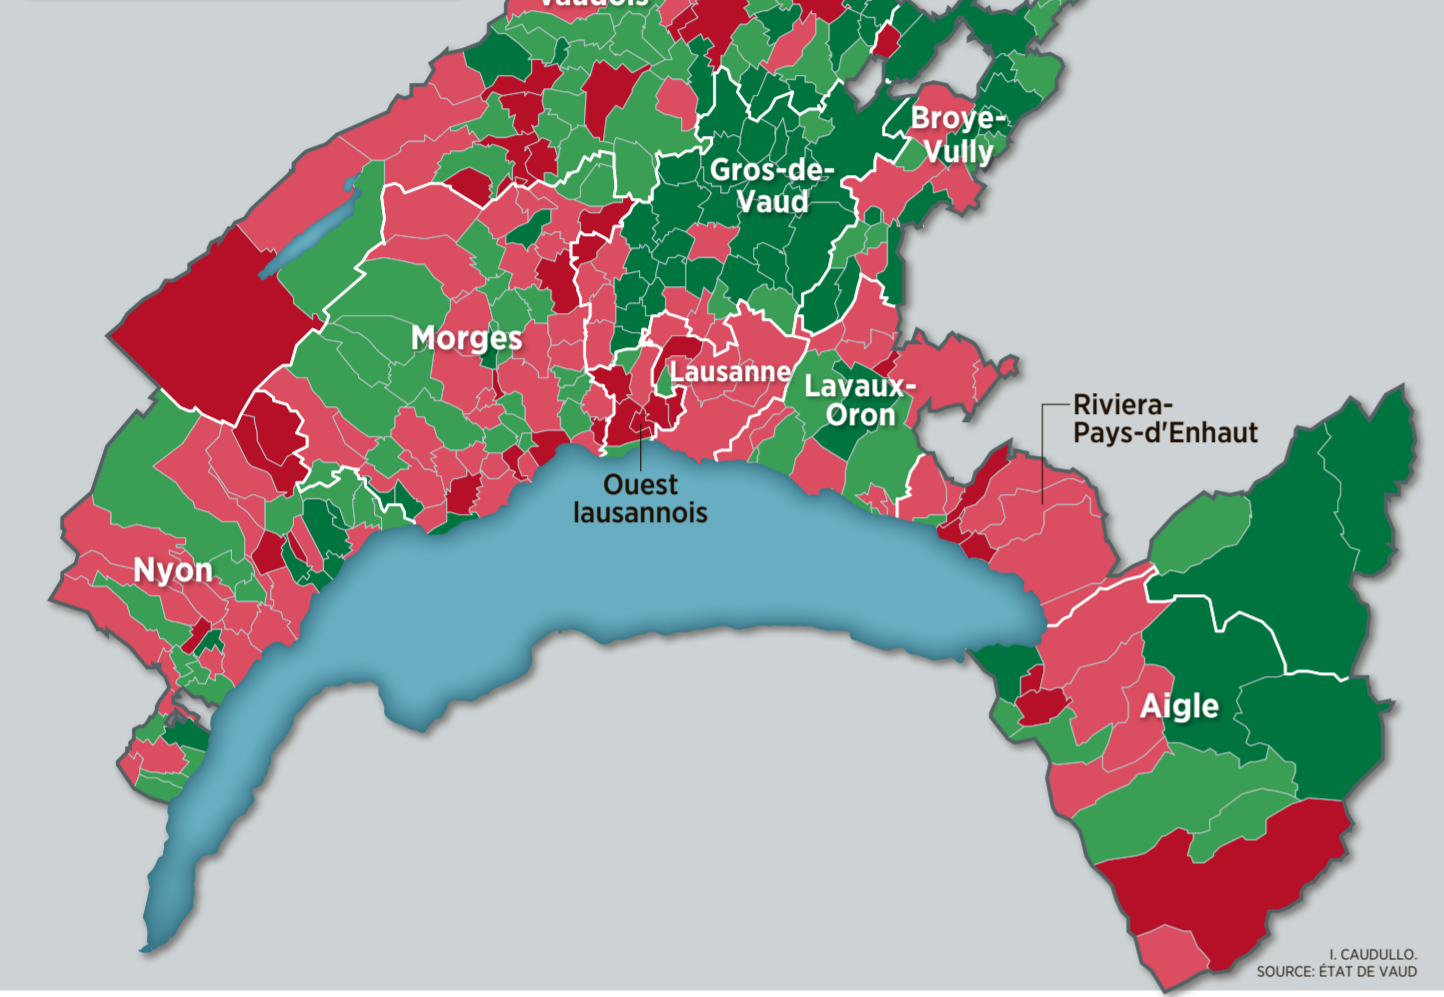 Vaudois
Broye-
Vully
Gros-de-
Vaud
Morges
Lausanne
Lavaux-
Oron
Riviera-
Pays-d'Enhaut
Ouest
lausannois
Nyon
Aigle
I. CAUDULLO.
SOURCE: ÉTAT DE VAUD